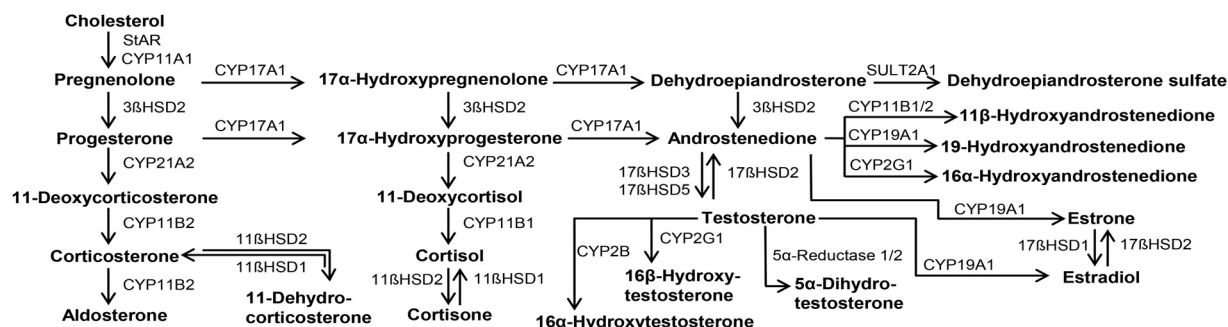 Cholesterol
StAR
CYP11A1
Pregnenolone CYP17A1 17α-Hydroxypregnenolone CYP17A1 Dehydroepiandrosterone SULT2A1 Dehydroepiandrosterone sulfate
3ßHSD2 3ßHSD2 3ßHSD2 CYP11B1/2
11β-Hydroxyandrostenedione
Progesterone CYP17A1 17α-Hydroxyprogesterone CYP17A1 Androstenedione CYP19A1
19-Hydroxyandrostenedione
CYP21A2 CYP21A2 17ßHSD3 17ßHSD2 CYP2G1
17ßHSD5 16α-Hydroxyandrostenedione
11-Deoxycorticosterone 11-Deoxycortisol Testosterone CYP19A1 Estrone
CYP11B2 CYP11B1 CYP2B CYP2G1 5α-Reductase 1/2 CYP19A1 17ßHSD1 17ßHSD2
Corticosterone 11ßHSD2 Cortisol Estradiol
11ßHSD1
CYP11B2 11ßHSD2 11ßHSD1 16β-Hydroxy-
testosterone
11-Dehydro-
corticosterone
5α-Dihydro-
testosterone
Aldosterone Cortisone 16α-Hydroxytestosterone